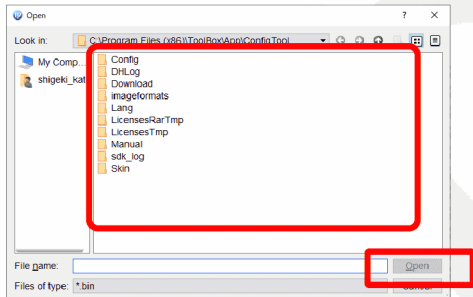 Open
? ×
Look in: C:\Program Files (x86)\ToolBox\App\ConfigTool
My Comp...
shigeki_kat
Config
DHLog
Download
imageformats
Lang
LicensesRarTmp
LicensesTmp
Manual
sdk_log
Skin
File name:
Open
Files of type: *.bin